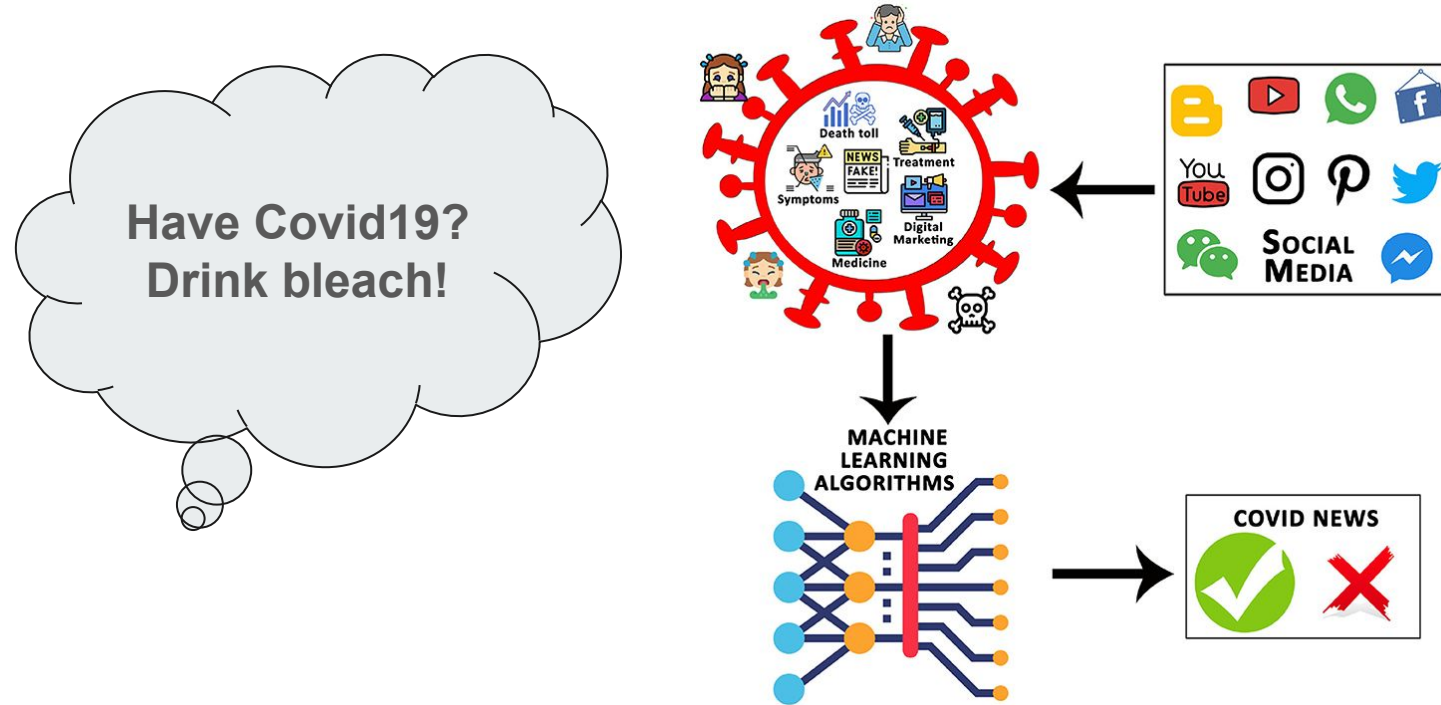 Have Covid19?
Drink bleach!
Death toll
NEWS
FAKE!
Treatment
Symptoms
Digital
Marketing
Medicine
You
Tube
SOCIAL
MEDIA
MACHINE
LEARNING
ALGORITHMS
COVID NEWS